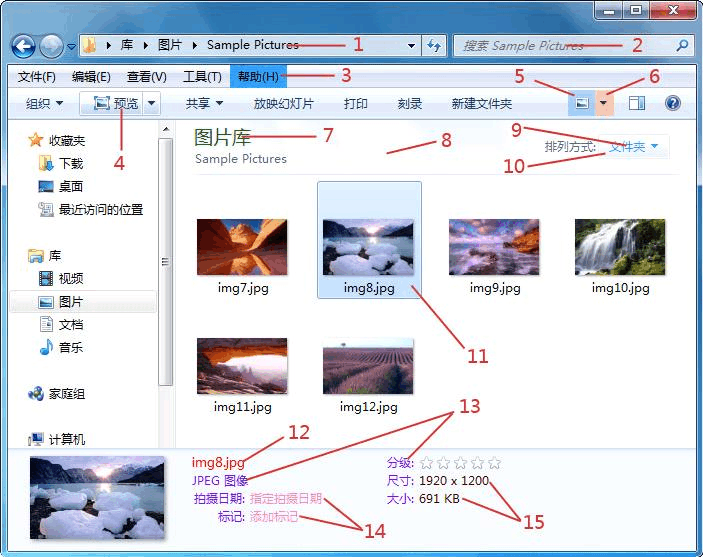 库 图片 Sample Pictures 1
搜索 Sample Pictures 2
文件(F) 编辑(E) 查看(V) 工具(T) 帮助(H) 3
5 6
组织 预览 共享 放映幻灯片 打印 刻录 新建文件夹
4
收藏夹
下载
桌面
最近访问的位置
库
视频
图片
文档
音乐
家庭组
计算机
图片库 7
Sample Pictures
8
9
排列方式: 文件夹
10
img7.jpg
img8.jpg
img9.jpg
img10.jpg
11
img11.jpg
img12.jpg
12
13
img8.jpg
JPEG 图像
拍摄日期: 指定拍摄日期
标记: 添加标记
14
分级:
尺寸: 1920 x 1200
大小: 691 KB
15